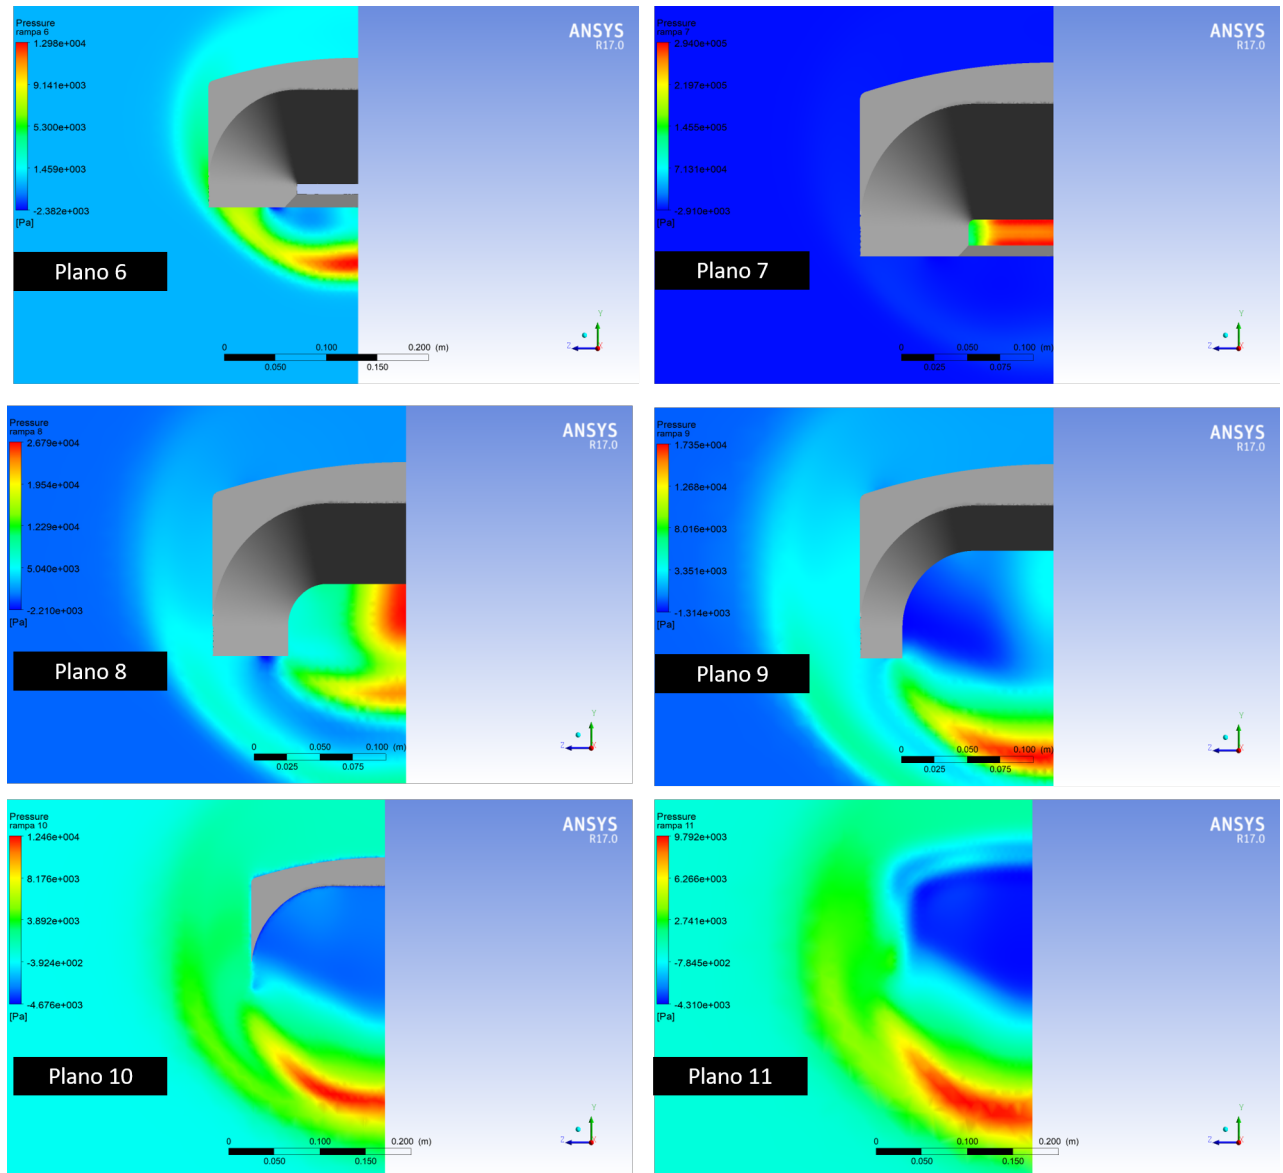 Pressure
rampa 6
1.298e+004
9.141e+003
5.300e+003
1.459e+003
-2.382e+003
[Pa]
ANSYS
R17.0
Plano 6
0 0.100 0.200 (m)
0.050 0.150
Y
Z
Pressure
rampa 7
2.940e+005
2.197e+005
1.455e+005
7.131e+004
-2.910e+003
[Pa]
ANSYS
R17.0
Plano 7
0 0.050 0.100 (m)
0.025 0.075
Y
Z
Pressure
rampa 8
2.679e+004
1.954e+004
1.229e+004
5.040e+003
-2.210e+003
[Pa]
ANSYS
R17.0
Plano 8
0 0.050 0.100 (m)
0.025 0.075
Y
Z
Pressure
rampa 9
1.735e+004
1.268e+004
8.016e+003
3.351e+003
-1.314e+003
[Pa]
ANSYS
R17.0
Plano 9
0 0.050 0.100 (m)
0.025 0.075
Y
Z
Pressure
rampa 10
1.246e+004
8.176e+003
3.892e+003
-3.924e+002
-4.676e+003
[Pa]
ANSYS
R17.0
Plano 10
0 0.100 0.200 (m)
0.050 0.150
Y
Z
Pressure
rampa 11
9.792e+003
6.266e+003
2.741e+003
-7.845e+002
-4.310e+003
[Pa]
ANSYS
R17.0
Plano 11
0 0.100 0.200 (m)
0.050 0.150
Y
Z